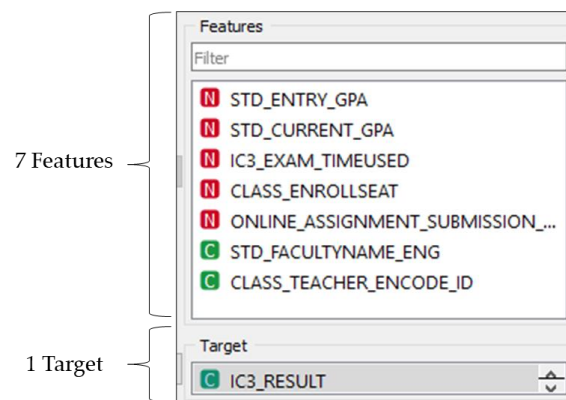 Features
Filter
N STD_ENTRY_GPA
N STD_CURRENT_GPA
7 Features
N IC3_EXAM_TIMEUSED
N CLASS_ENROLLSEAT
N ONLINE_ASSIGNMENT_SUBMISSION_...
C STD_FACULTYNAME_ENG
C CLASS_TEACHER_ENCODE_ID
1 Target
Target
C IC3_RESULT